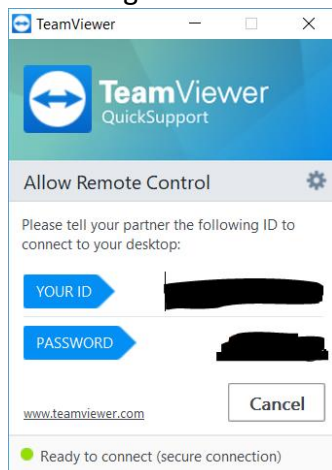 TeamViewer
TeamViewer
QuickSupport
Allow Remote Control
Please tell your partner the following ID to
connect to your desktop:
YOUR ID
PASSWORD
www.teamviewer.com
Cancel
Ready to connect (secure connection)